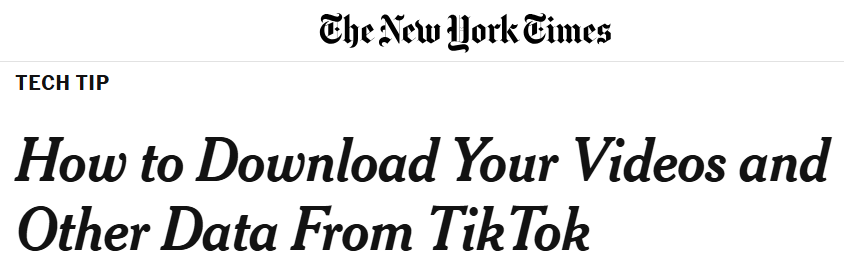 The New York Times
TECH TIP
How to Download Your Videos and
Other Data From TikTok